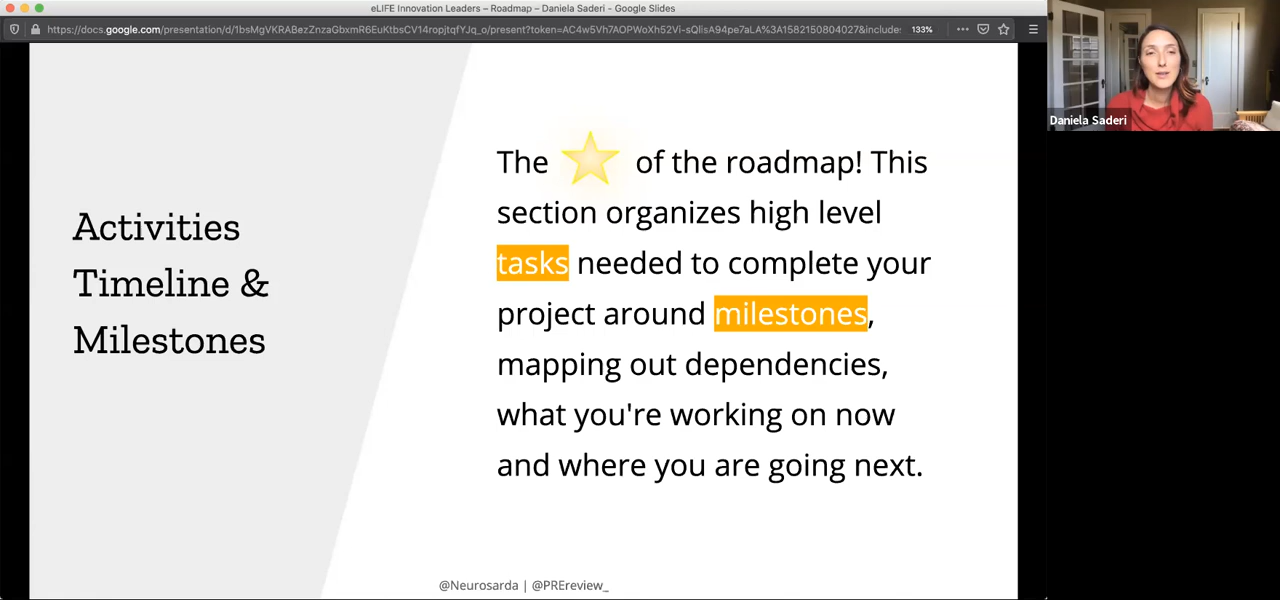 eLIFE Innovation Leaders – Roadmap – Daniela Saderi - Google Slides
133%
Daniela Saderi
Activities
Timeline &
Milestones
The of the roadmap! This
section organizes high level
tasks needed to complete your
project around milestones,
mapping out dependencies,
what you're working on now
and where you are going next.
@Neurosarda | @PREreview_